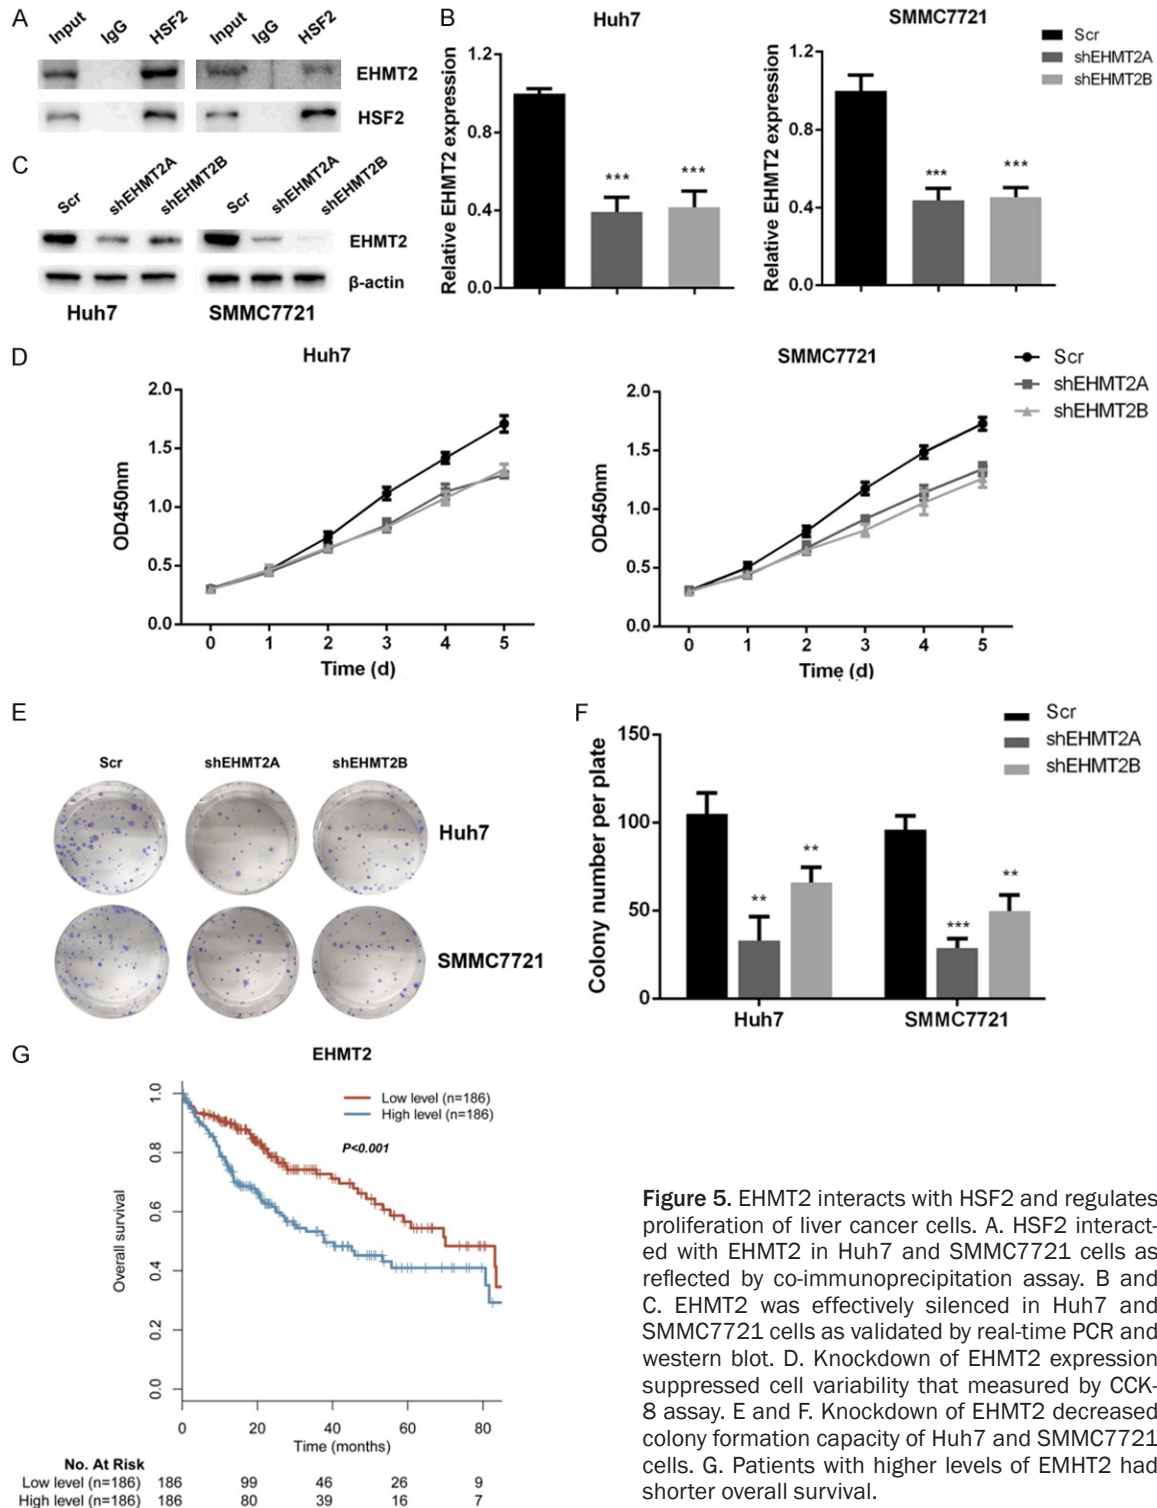 A
Input IgG HSF2 Input IgG HSF2
EHMT2
HSF2
B
Huh7
Relative EHMT2 expression
1.2
0.8
0.4
0.0
***
***
SMMC7721
Relative EHMT2 expression
1.2
0.8
0.4
0.0
***
***
Scr
shEHMT2A
shEHMT2B
C
Scr shEHMT2A shEHMT2B Scr shEHMT2A shEHMT2B
EHMT2
β-actin
Huh7 SMMC7721
D
Huh7
OD450nm
2.0
1.5
1.0
0.5
0.0
0 1 2 3 4 5
Time (d)
SMMC7721
OD450nm
2.0
1.5
1.0
0.5
0.0
0 1 2 3 4 5
Time (d)
Scr
shEHMT2A
shEHMT2B
E
Scr shEHMT2A shEHMT2B
Huh7
SMMC7721
F
Colony number per plate
150
100
50
0
**
**
***
**
Huh7 SMMC7721
Scr
shEHMT2A
shEHMT2B
G
EHMT2
Overall survival
1.0
0.8
0.6
0.4
0.2
0.0
Low level (n=186)
High level (n=186)
P<0.001
20 40 60 80
Time (months)
No. At Risk
Low level (n=186) 186 99 46 26 9
High level (n=186) 186 80 39 16 7
Figure 5. EHMT2 interacts with HSF2 and regulates
proliferation of liver cancer cells. A. HSF2 interact-
ed with EHMT2 in Huh7 and SMMC7721 cells as
reflected by co-immunoprecipitation assay. B and
C. EHMT2 was effectively silenced in Huh7 and
SMMC7721 cells as validated by real-time PCR and
western blot. D. Knockdown of EHMT2 expression
suppressed cell variability that measured by CCK-
8 assay. E and F. Knockdown of EHMT2 decreased
colony formation capacity of Huh7 and SMMC7721
cells. G. Patients with higher levels of EMHT2 had
shorter overall survival.